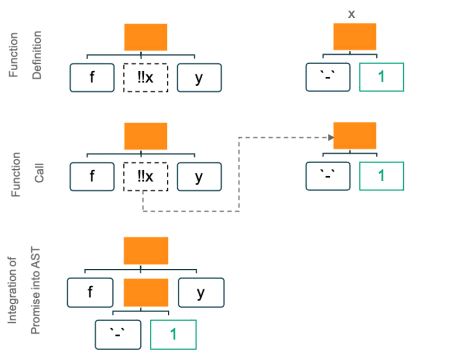 x
Function
Definition
f
!!x
y
`-`
1
Function
Call
f
!!x
y
`-`
1
Integration of
Promise into AST
f
y
`-`
1